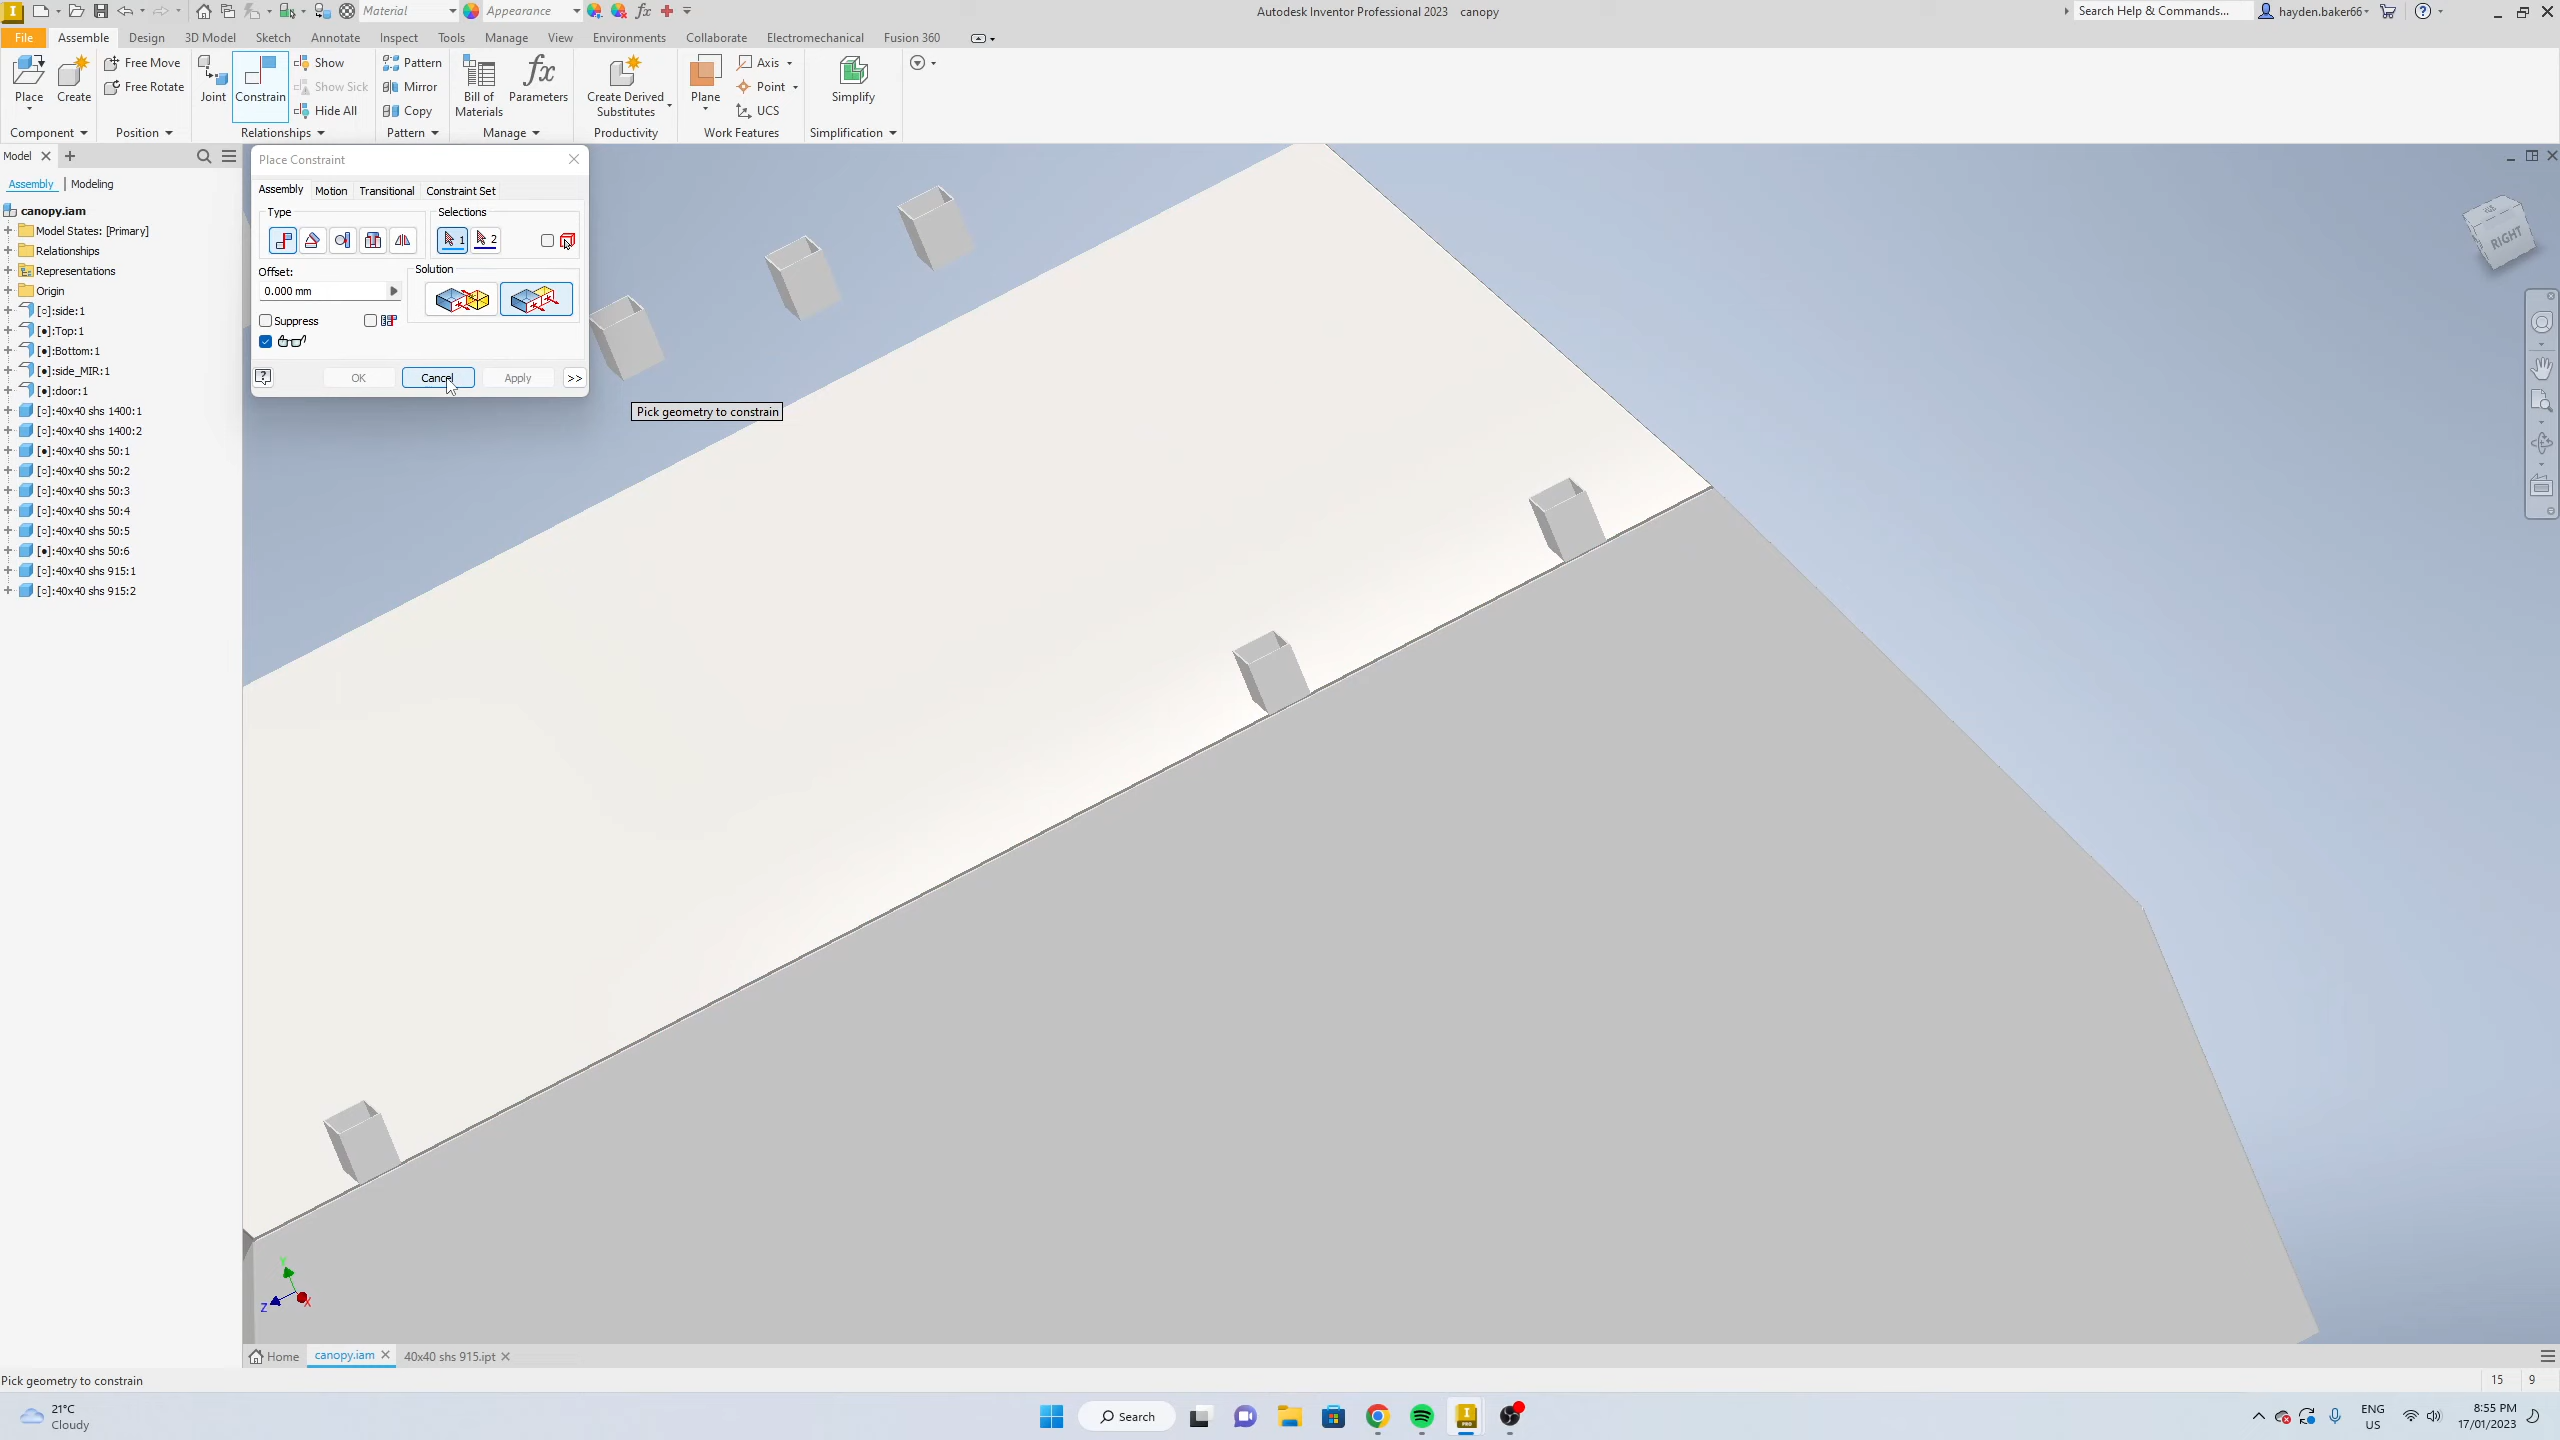 Material
Appearance
Autodesk Inventor Professional 2023 canopy
Search Help & Commands...
hayden.baker66
File Assemble Design 3D Model Sketch Annotate Inspect Tools Manage View Environments Collaborate Electromechanical Fusion 360
Place
Create
Free Move
Free Rotate
Joint
Constrain
Show
Show Sick
Hide All
Pattern
Mirror
Copy
Bill of
Materials
Parameters
Create Derived
Substitutes
Plane
Axis
Point
UCS
Simplify
Component Position Relationships Pattern Manage Productivity Work Features Simplification
Model
Assembly | Modeling
canopy.iam
Model States: [Primary]
Relationships
Representations
Origin
[○]:side:1
[●]:Top:1
[●]:Bottom:1
[●]:side_MIR:1
[●]:door:1
[○]:40x40 shs 1400:1
[○]:40x40 shs 1400:2
[●]:40x40 shs 50:1
[○]:40x40 shs 50:2
[○]:40x40 shs 50:3
[○]:40x40 shs 50:4
[○]:40x40 shs 50:5
[●]:40x40 shs 50:6
[○]:40x40 shs 915:1
[○]:40x40 shs 915:2
Place Constraint
Assembly Motion Transitional Constraint Set
Type
Selections
1
2
Offset:
0.000 mm
Solution
Suppress
OK
Cancel
Apply
>>
Pick geometry to constrain
RIGHT
Y
Z
X
Home
canopy.iam
40x40 shs 915.ipt
Pick geometry to constrain
15 9
21°C
Cloudy
Search
ENG
US
8:55 PM
17/01/2023